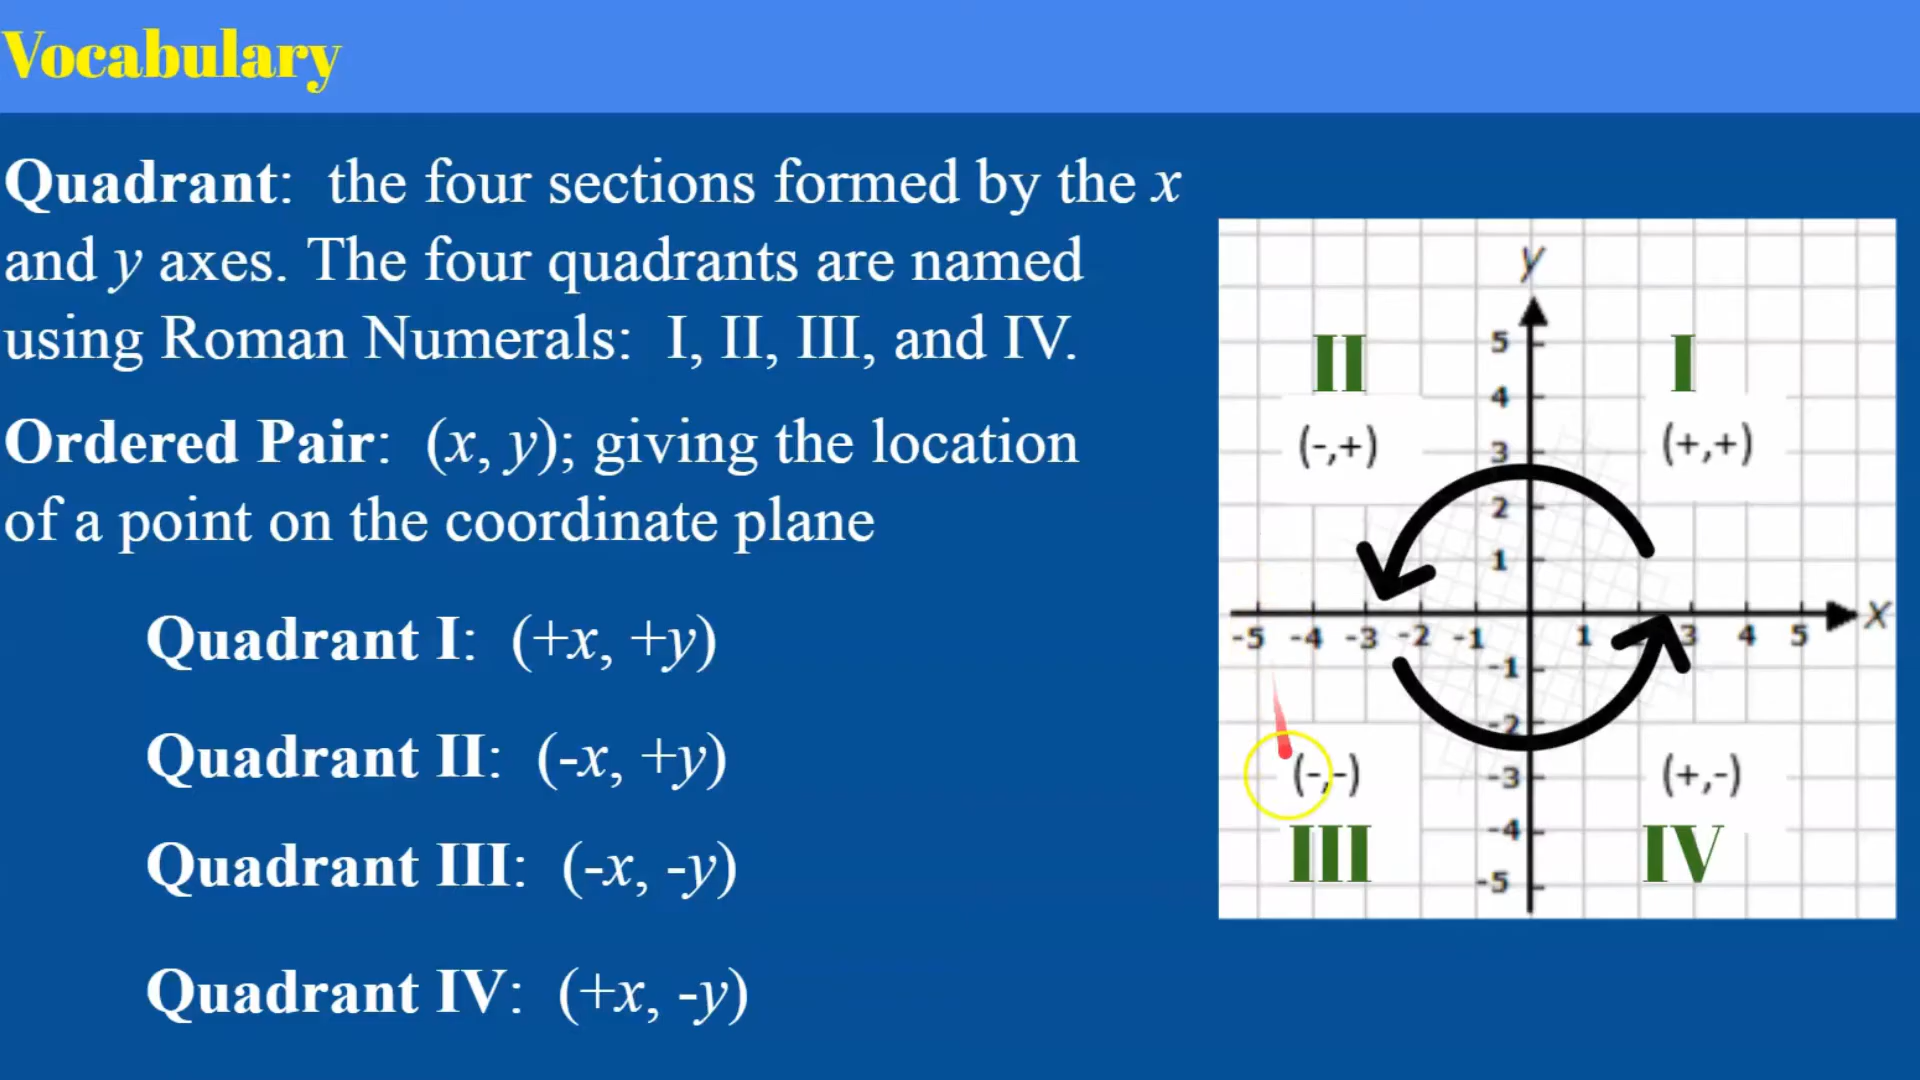 Vocabulary
Quadrant: the four sections formed by the x
and y axes. The four quadrants are named
using Roman Numerals: I, II, III, and IV.
Ordered Pair: (x, y); giving the location
of a point on the coordinate plane
Quadrant I: (+x, +y)
Quadrant II: (-x, +y)
Quadrant III: (-x, -y)
Quadrant IV: (+x, -y)
y
II 5 I
4
(-,+) 3 (+,+)
2
1
x
-5 -4 -3 -2 -1 1 3 4 5
-1
-2
(-,-) -3 (+,-)
-4
III IV
-5